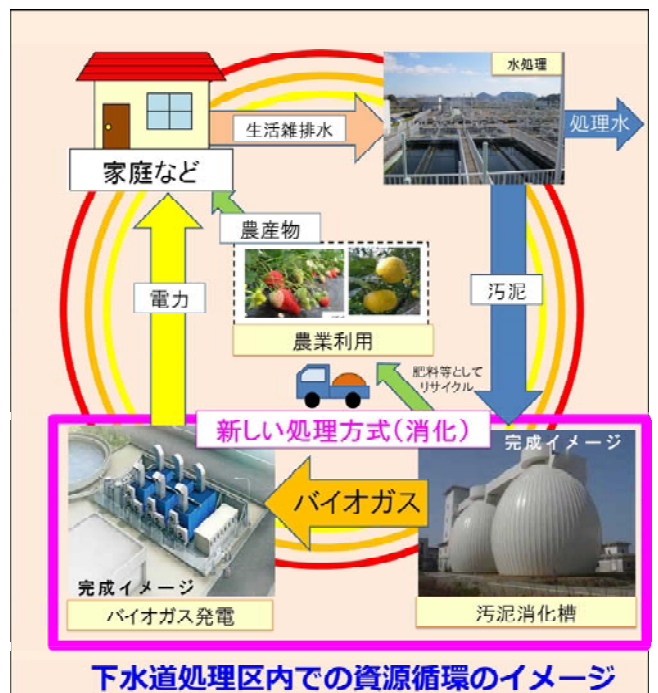 水処理
生活雑排水
処理水
家庭など
農産物
電力
汚泥
農業利用
肥料等として
リサイクル
新しい処理方式(消化)
完成イメージ
バイオガス
完成イメージ
バイオガス発電
汚泥消化槽
下水道処理区内での資源循環のイメージ